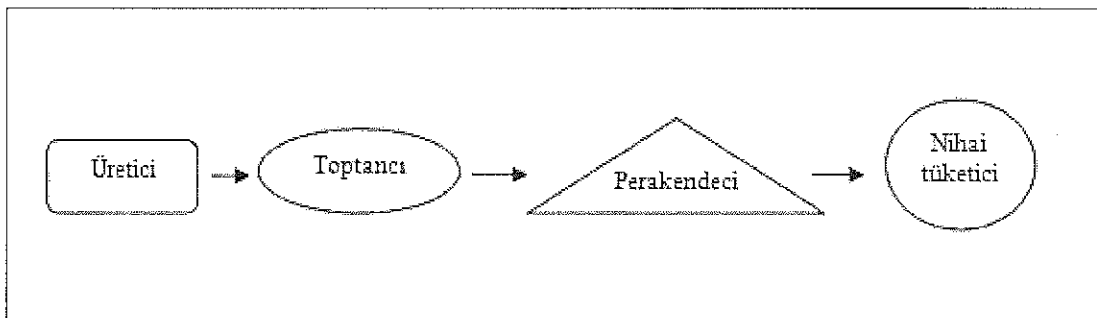 Üretici
Toptancı
Perakendeci
Nihai
tüketici